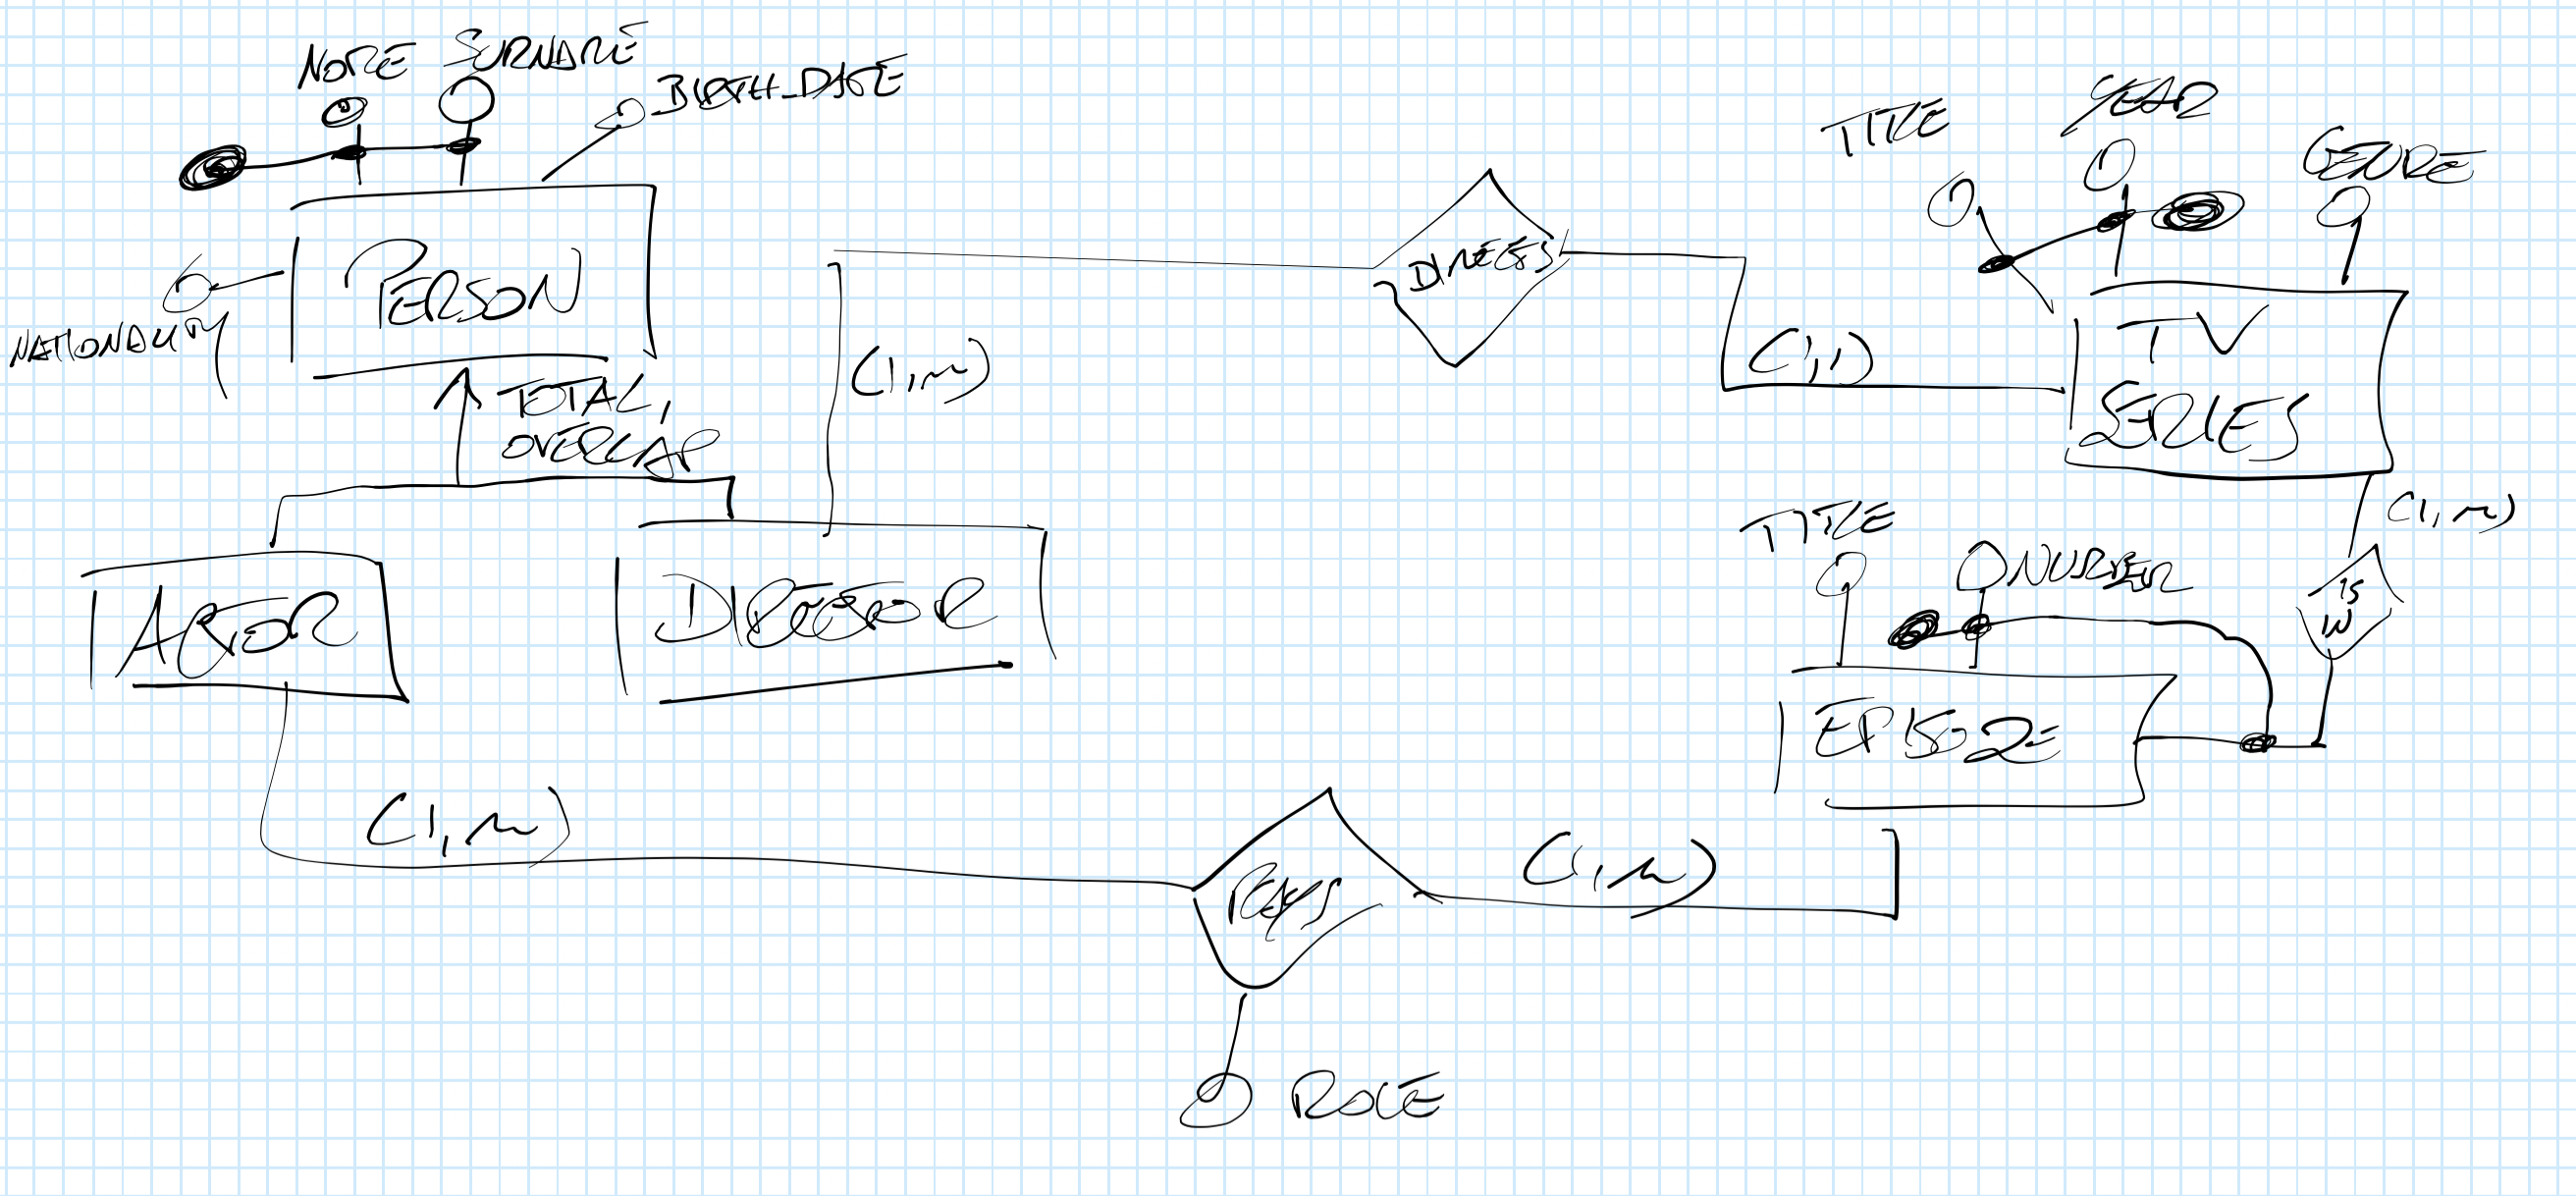 NAME SURNAME
BIRTH_DATE
TITLE
YEAR
GENRE
PERSON
NATIONALITY
DIRECTS
TV
SERIES
(1,1)
(1,n)
TOTAL,
OVERLAP
(1,n)
TITLE
NUMBER
IS
IN
ACTOR
DIRECTOR
EPISODE
(1,n)
PLAYS
(1,n)
ROLE